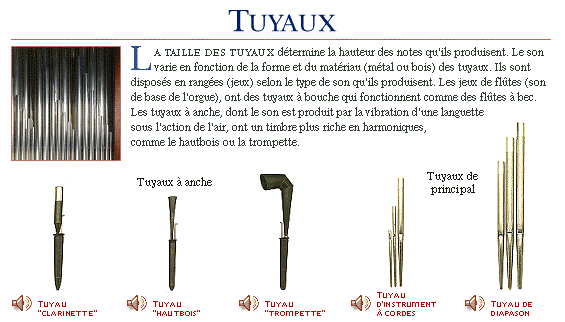 TUYAUX
LA TAILLE DES TUYAUX détermine la hauteur des notes qu'ils produisent. Le son
varie en fonction de la forme et du matériau (métal ou bois) des tuyaux. Ils sont
disposés en rangées (jeux) selon le type de son qu'ils produisent. Les jeux de flûtes (son
de base de l'orgue), ont des tuyaux à bouche qui fonctionnent comme des flûtes à bec.
Les tuyaux à anche, dont le son est produit par la vibration d'une languette
sous l'action de l'air, ont un timbre plus riche en harmoniques,
comme le hautbois ou la trompette.
Tuyaux à anche
Tuyaux de
principal
TUYAU
"CLARINETTE"
TUYAU
"HAUTBOIS"
TUYAU
"TROMPETTE"
TUYAU
D'INSTRUMENT
À CORDES
TUYAU DE
DIAPASON